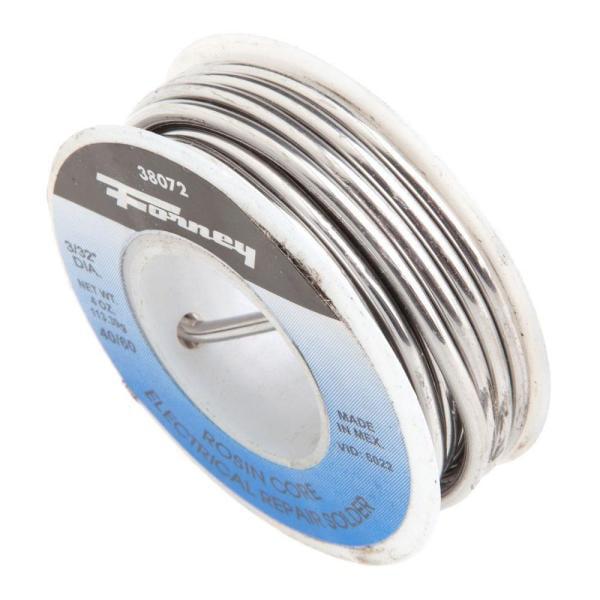 38072
Forney
3/32"
DIA.
NET WT.
4 OZ.
113.39g
40/60
MADE
IN MEX.
VID: 6022
ROSIN CORE
ELECTRICAL REPAIR SOLDER